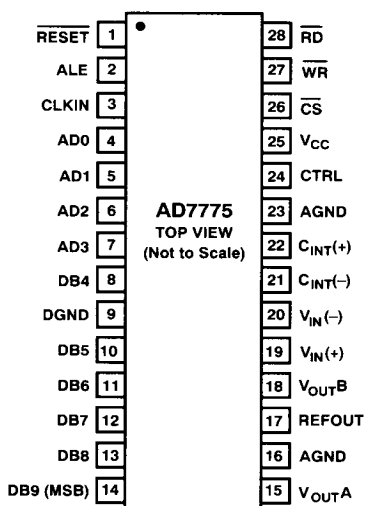 RESET 1 28 RD
ALE 2 27 WR
CLKIN 3 26 CS
AD0 4 25 VCC
AD1 5 24 CTRL
AD2 6 23 AGND
AD3 7 22 CINT(+)
DB4 8 21 CINT(–)
DGND 9 20 VIN(–)
DB5 10 19 VIN(+)
DB6 11 18 VOUTB
DB7 12 17 REFOUT
DB8 13 16 AGND
DB9 (MSB) 14 15 VOUTA
AD7775
TOP VIEW
(Not to Scale)